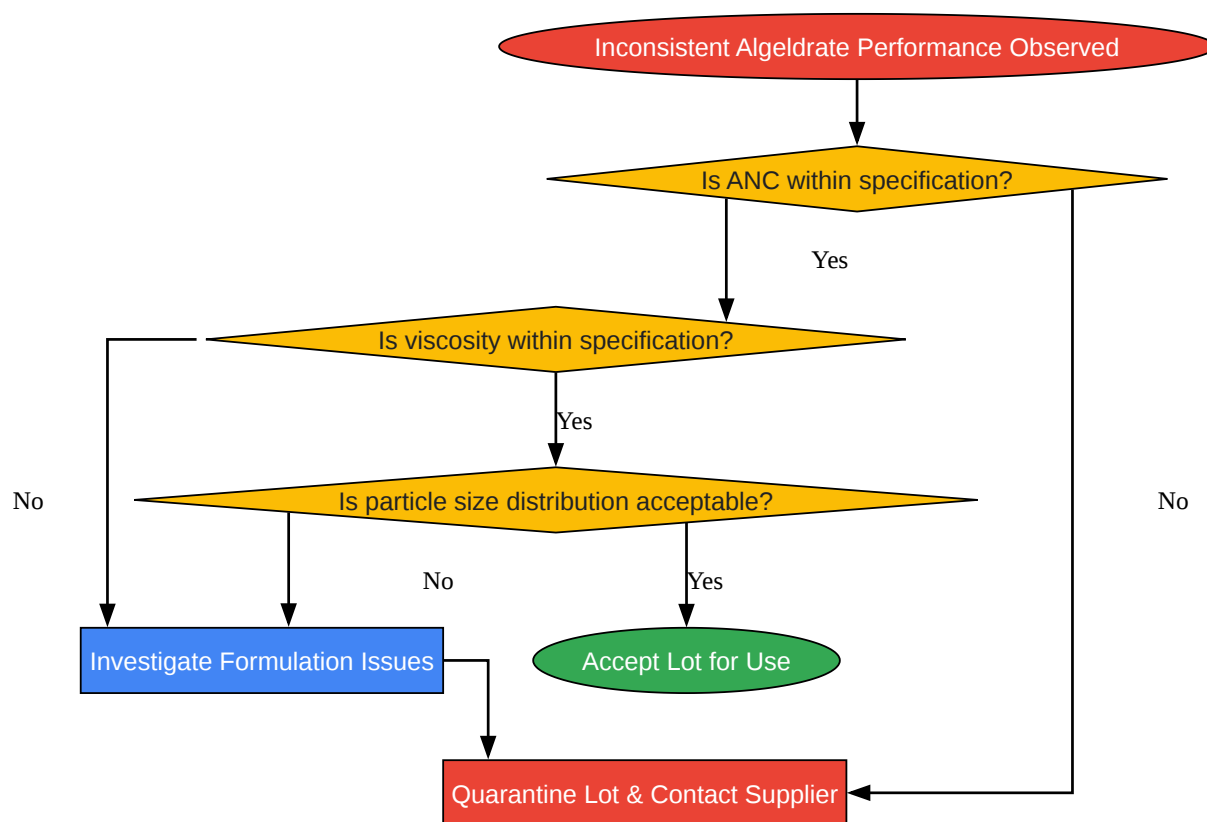 Inconsistent Algeldrate Performance Observed
Is ANC within specification?
Yes
Is viscosity within specification?
Yes
No
Is particle size distribution acceptable?
No
No
Yes
Investigate Formulation Issues
Accept Lot for Use
Quarantine Lot & Contact Supplier